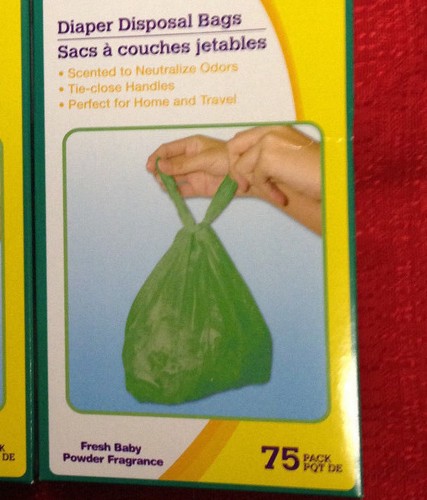 Diaper Disposal Bags
Sacs à couches jetables
• Scented to Neutralize Odors
• Tie-close Handles
• Perfect for Home and Travel
Fresh Baby
Powder Fragrance
75 PACK
PQT DE
K
DE